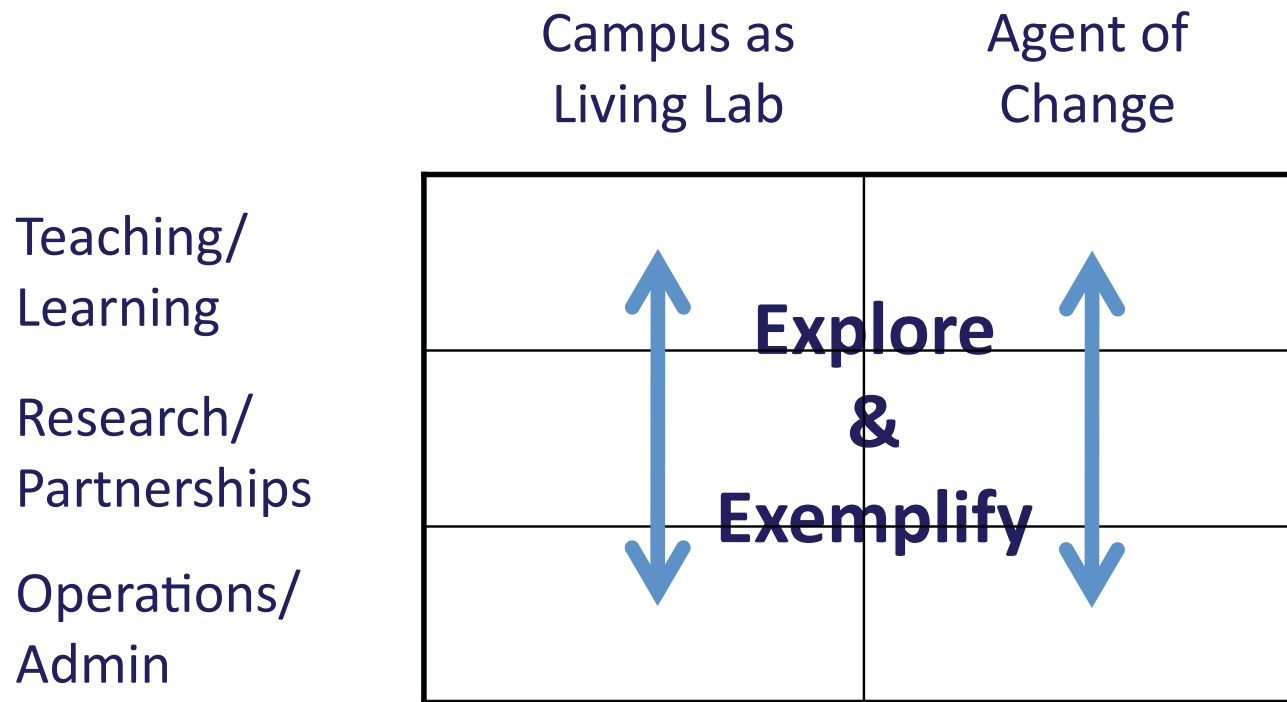 Campus as
Living Lab
Agent of
Change
Teaching/
Learning
Research/
Partnerships
Operations/
Admin
Explore
&
Exemplify